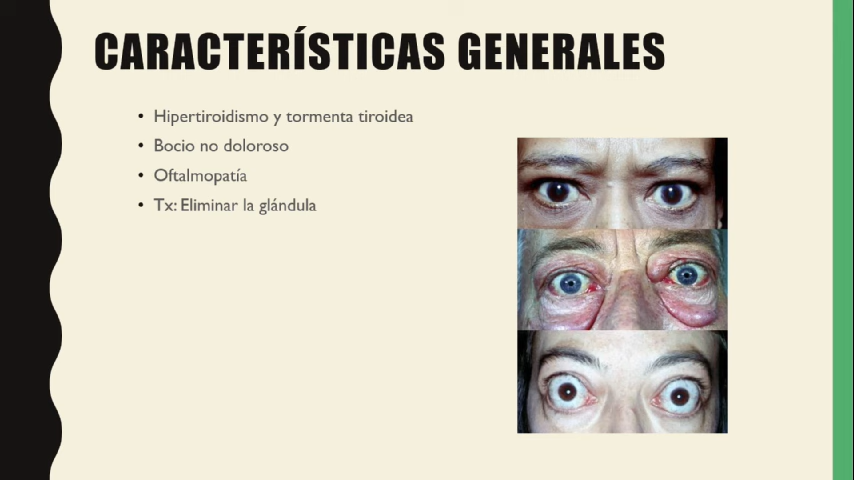 CARACTERÍSTICAS GENERALES
• Hipertiroidismo y tormenta tiroidea
• Bocio no doloroso
• Oftalmopatía
• Tx: Eliminar la glándula